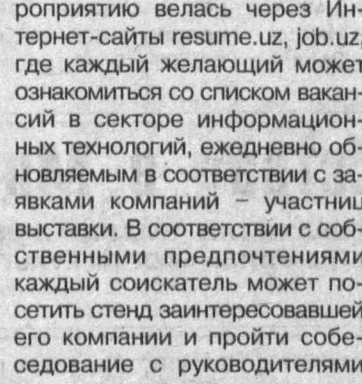 роприятию велась через Ин-
тернет-сайты resume.uz, job.uz,
где каждый желающий может
ознакомиться со списком вакан-
сий в секторе информацион-
ных технологий, ежедневно об-
новляемым в соответствии с за-
явками компаний – участниц
выставки. В соответствии с соб-
ственными предпочтениями
каждый соискатель может по-
сетить стенд заинтересовавшей
его компании и пройти собе-
седование с руководителями